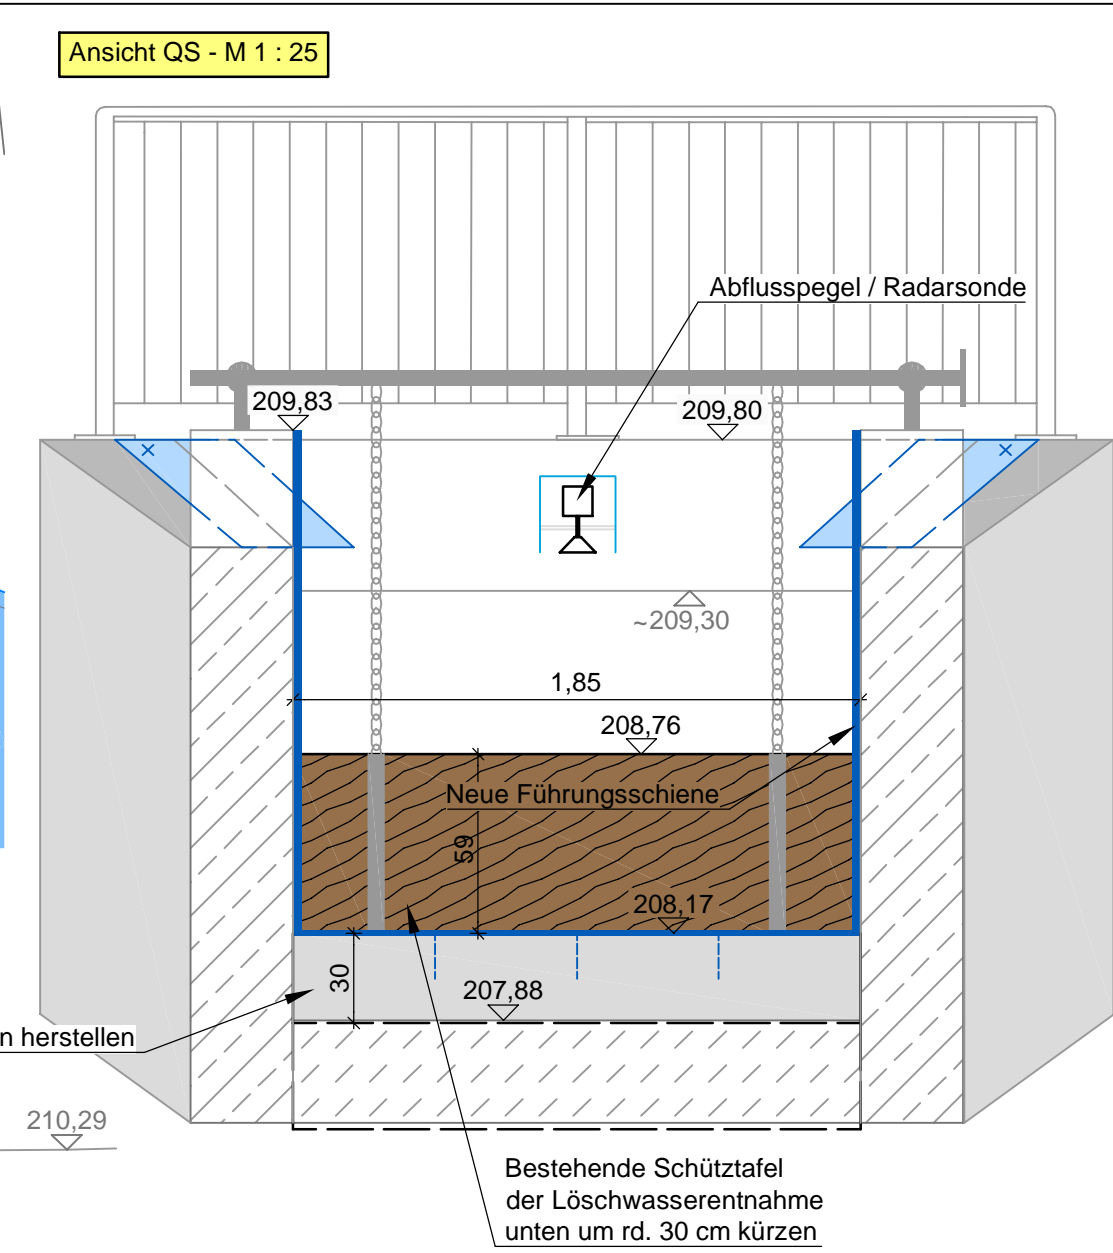 Ansicht QS - M 1 : 25
Abflusspegel / Radarsonde
209,83
209,80
~209,30
1,85
208,76
Neue Führungsschiene
59
208,17
30
207,88
n herstellen
210,29
Bestehende Schütztafel
der Löschwasserentnahme
unten um rd. 30 cm kürzen